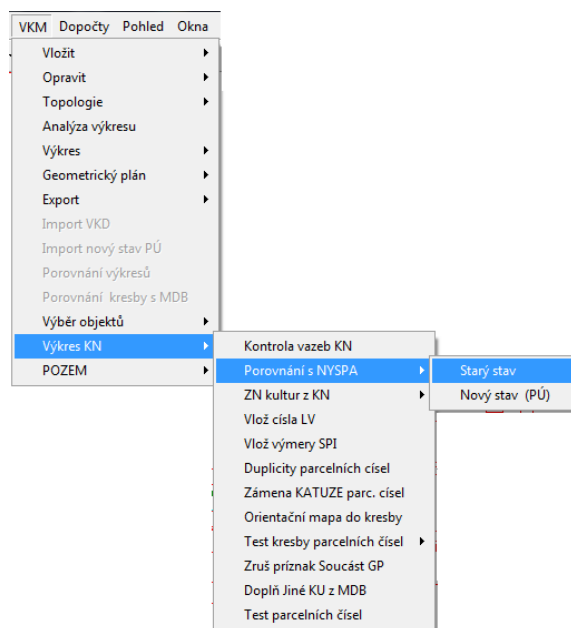 VKM Dopočty Pohled Okna
Vložit
Opravit
Topologie
Analýza výkresu
Výkres
Geometrický plán
Export
Import VKD
Import nový stav PÚ
Porovnání výkresů
Porovnání kresby s MDB
Výběr objektů
Výkres KN
POZEM
Kontrola vazeb KN
Porovnání s NYSPA
ZN kultur z KN
Vlož císla LV
Vlož výmery SPI
Duplicity parcelních císel
Zámena KATUZE parc. císel
Orientační mapa do kresby
Test kresby parcelních čísel
Zruš príznak Soucást GP
Doplň Jiné KU z MDB
Test parcelních čísel
Starý stav
Nový stav (PÚ)